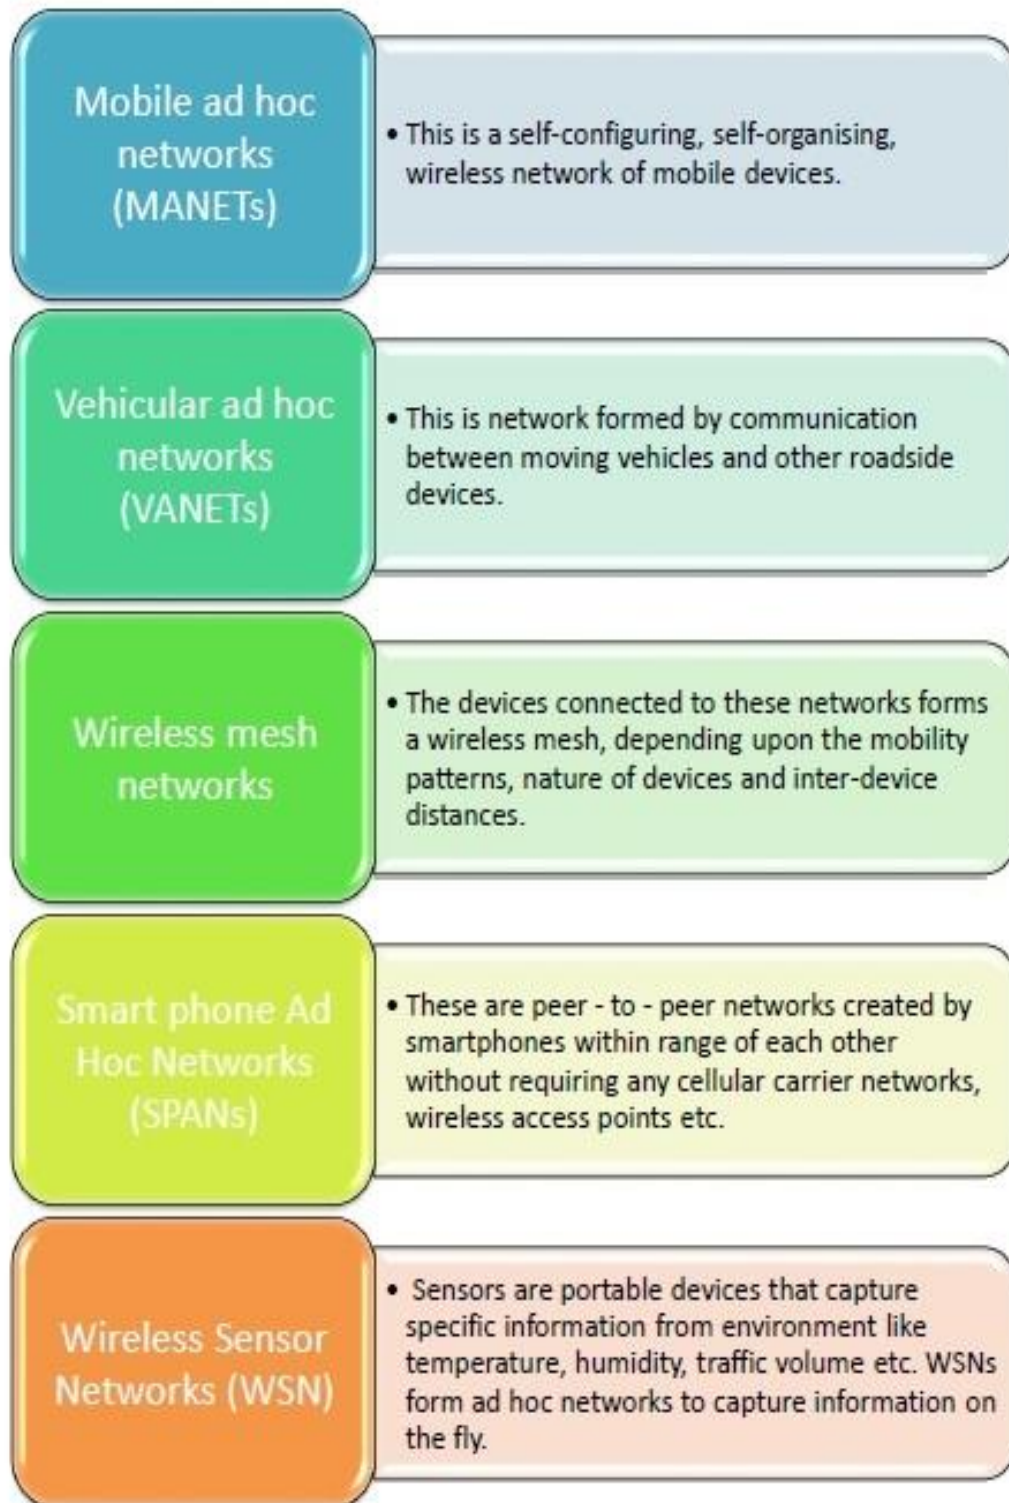 Mobile ad hoc
networks
(MANETs)
• This is a self-configuring, self-organising,
wireless network of mobile devices.
Vehicular ad hoc
networks
(VANETs)
• This is network formed by communication
between moving vehicles and other roadside
devices.
Wireless mesh
networks
• The devices connected to these networks forms
a wireless mesh, depending upon the mobility
patterns, nature of devices and inter-device
distances.
Smart phone Ad
Hoc Networks
(SPANs)
• These are peer - to - peer networks created by
smartphones within range of each other
without requiring any cellular carrier networks,
wireless access points etc.
Wireless Sensor
Networks (WSN)
• Sensors are portable devices that capture
specific information from environment like
temperature, humidity, traffic volume etc. WSNs
form ad hoc networks to capture information on
the fly.